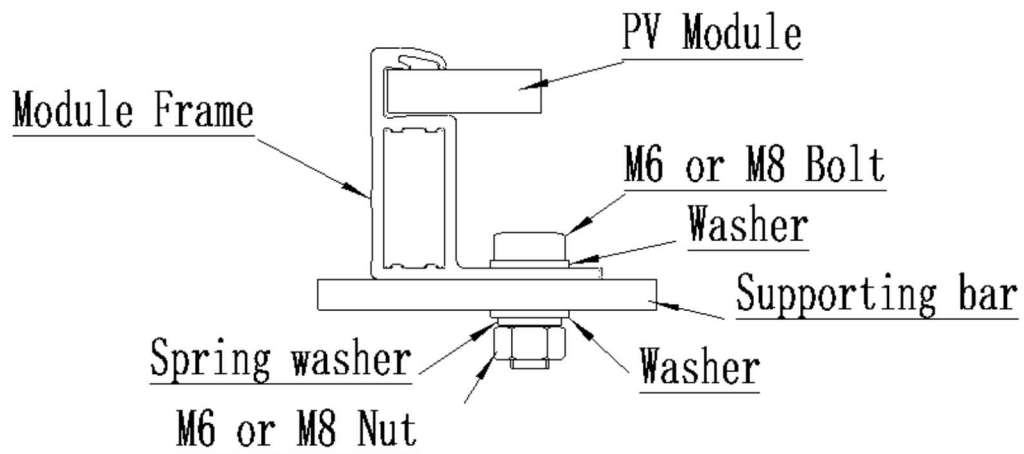 PV Module
Module Frame
M6 or M8 Bolt
Washer
Supporting bar
Spring washer
Washer
M6 or M8 Nut